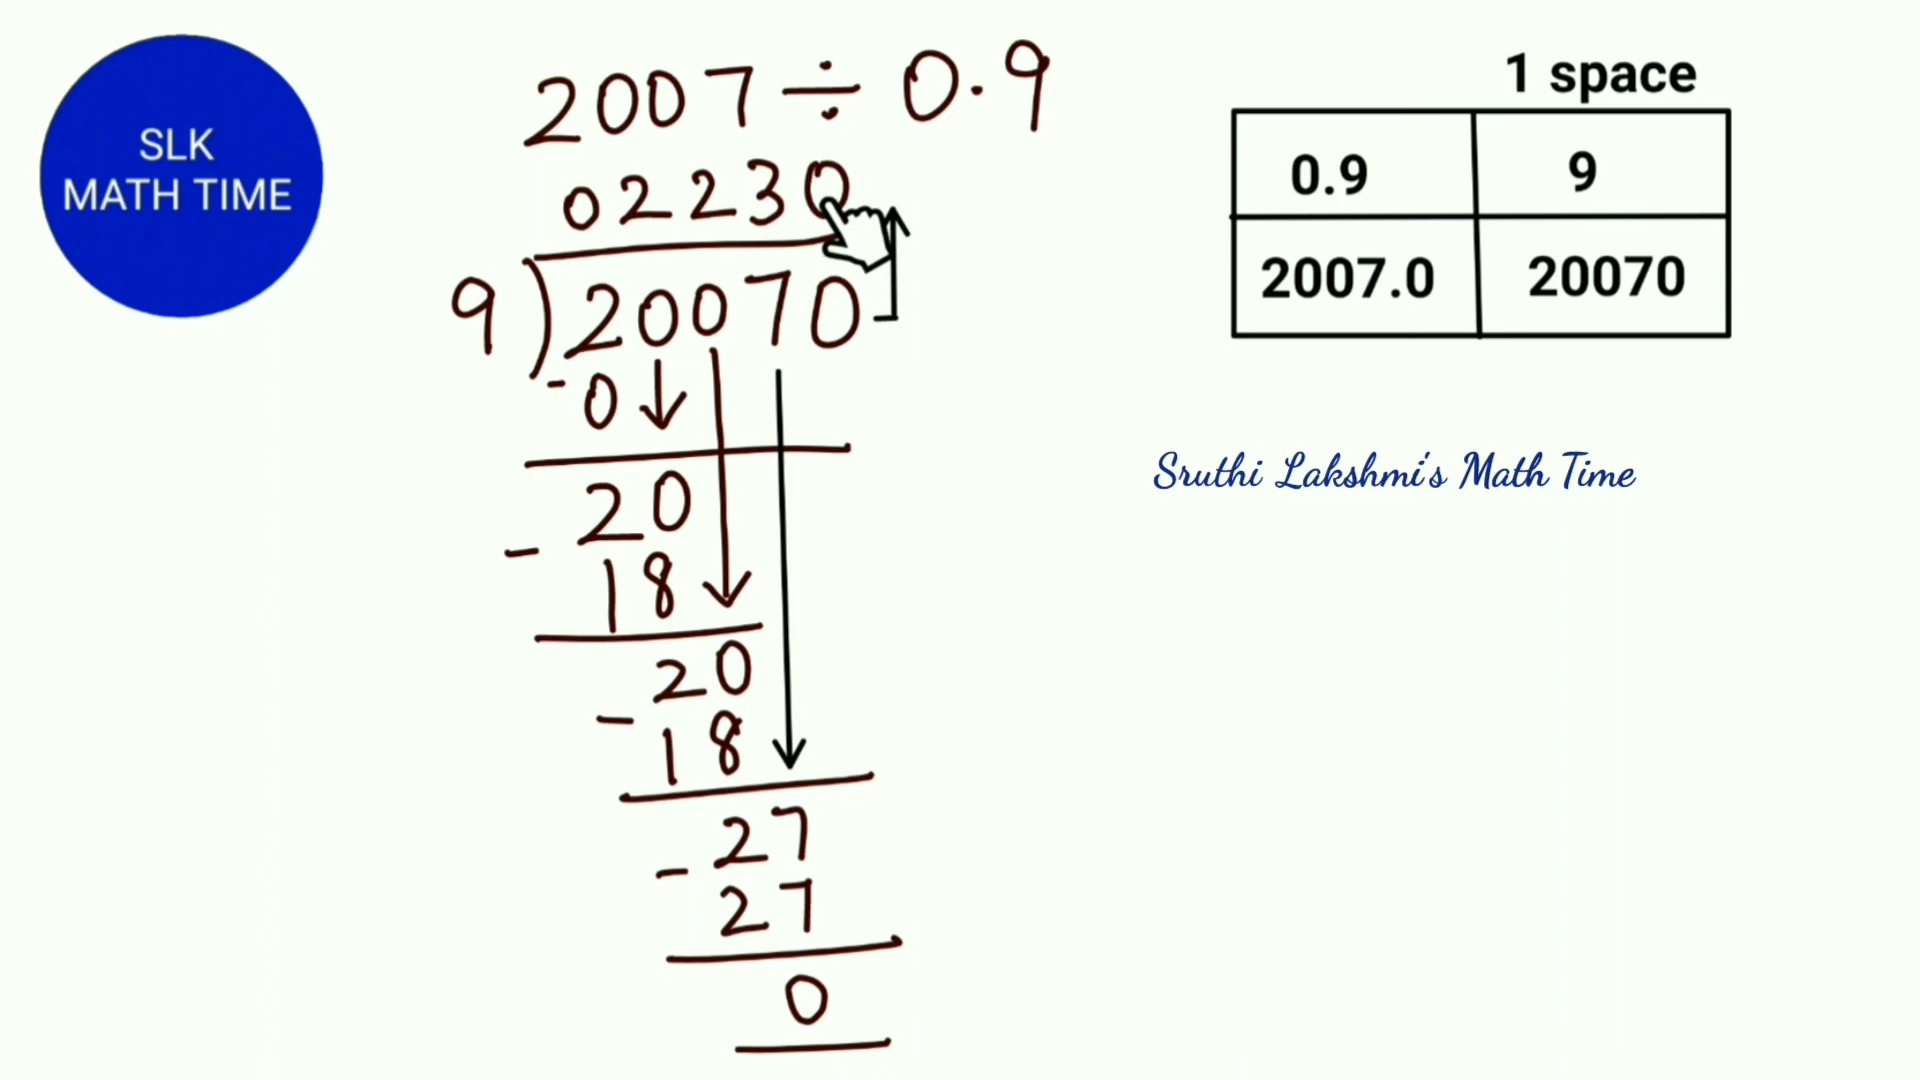 SLK
MATH TIME
2007 ÷ 0.9
02230
9)20070
-0
20
- 18
20
- 18
27
- 27
0
1 space
0.9 9
2007.0 20070
Sruthi Lakshmi's Math Time